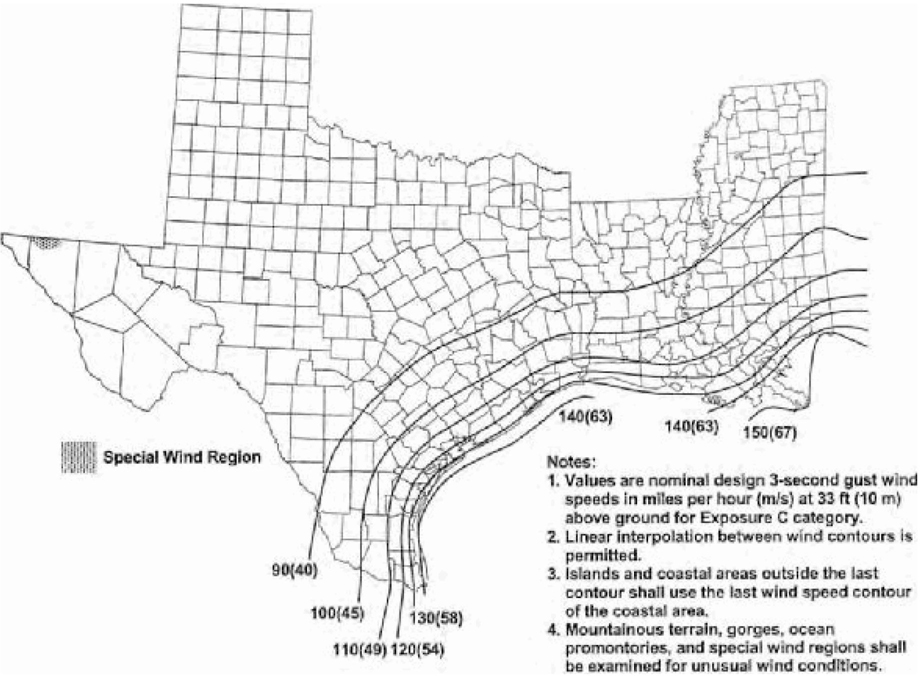 140(63)
140(63)
150(67)
Special Wind Region
90(40)
100(45)
110(49)
120(54)
130(58)
Notes:
1. Values are nominal design 3-second gust wind
speeds in miles per hour (m/s) at 33 ft (10 m)
above ground for Exposure C category.
2. Linear interpolation between wind contours is
permitted.
3. Islands and coastal areas outside the last
contour shall use the last wind speed contour
of the coastal area.
4. Mountainous terrain, gorges, ocean
promontories, and special wind regions shall
be examined for unusual wind conditions.